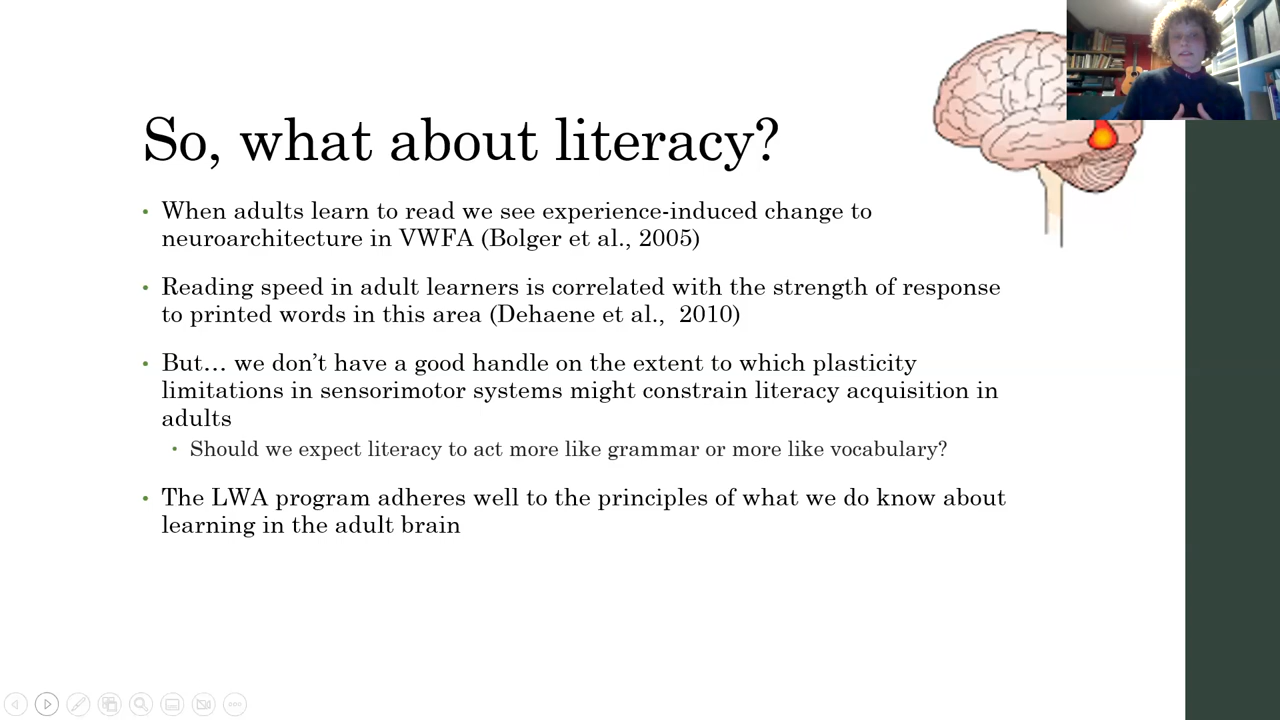 So, what about literacy?
• When adults learn to read we see experience-induced change to
neuroarchitecture in VWFA (Bolger et al., 2005)
• Reading speed in adult learners is correlated with the strength of response
to printed words in this area (Dehaene et al.,  2010)
• But… we don’t have a good handle on the extent to which plasticity
limitations in sensorimotor systems might constrain literacy acquisition in
adults
• Should we expect literacy to act more like grammar or more like vocabulary?
• The LWA program adheres well to the principles of what we do know about
learning in the adult brain